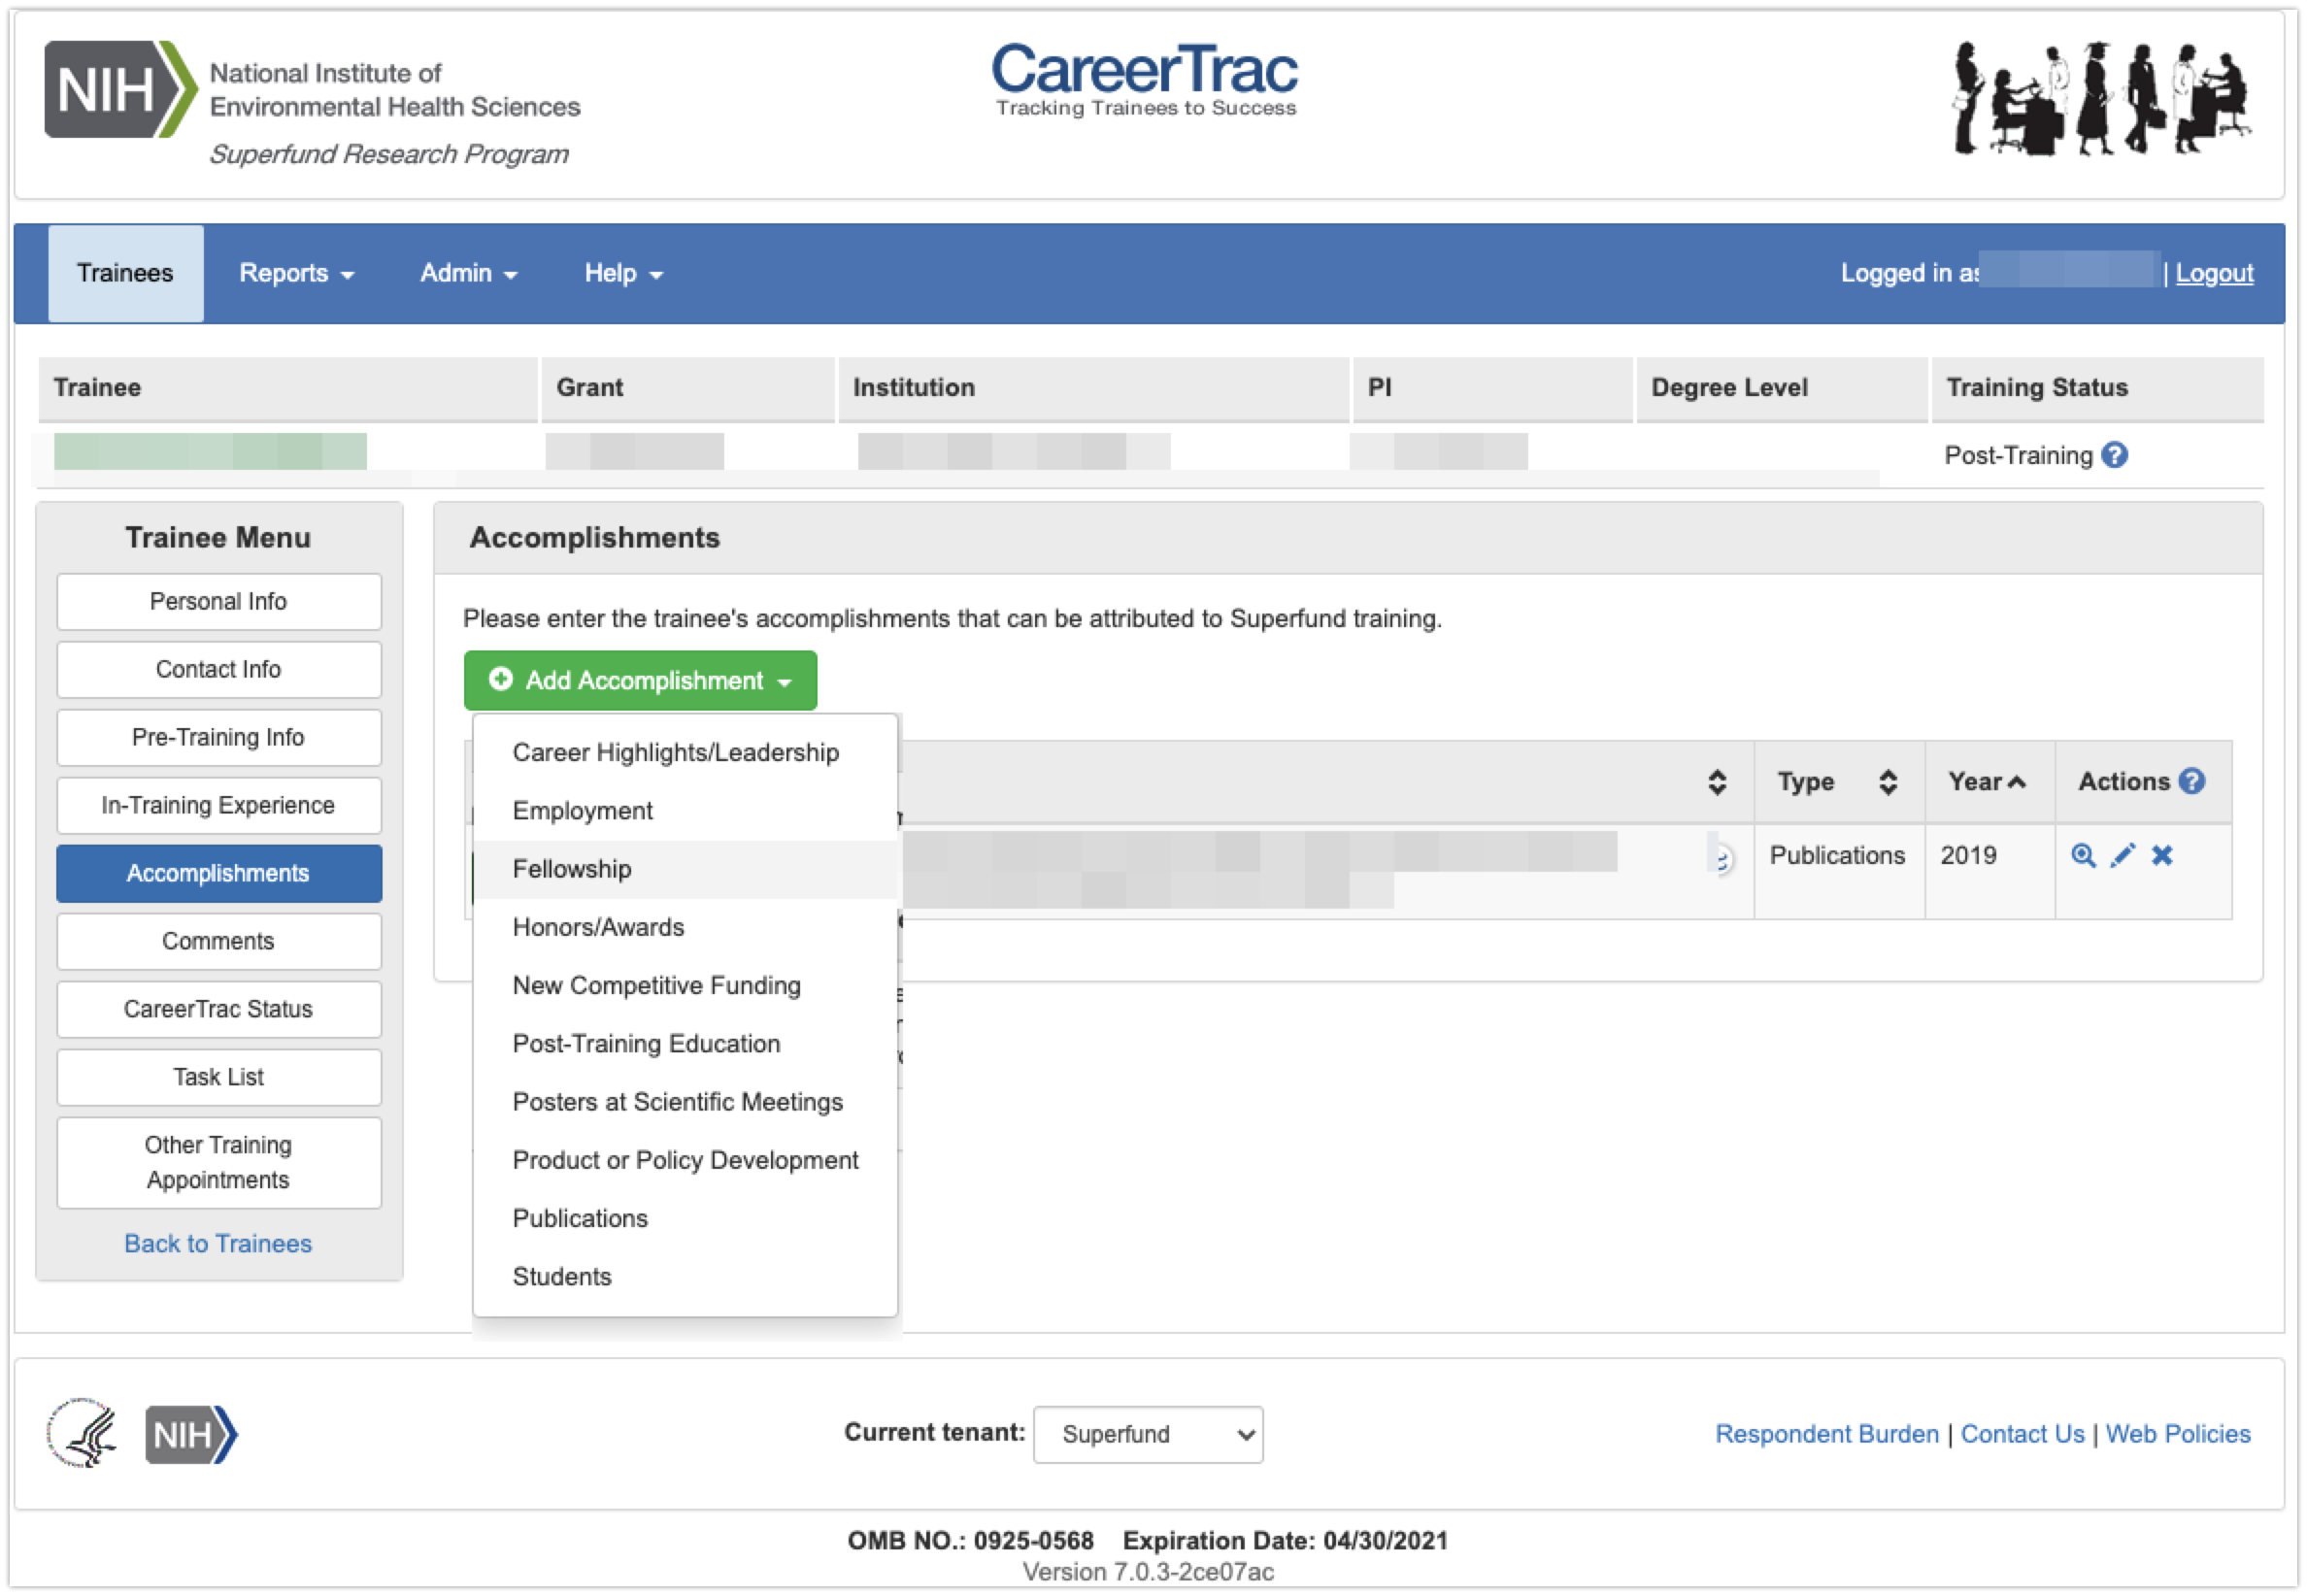 NIH
National Institute of
Environmental Health Sciences
Superfund Research Program
CareerTrac
Tracking Trainees to Success
Trainees Reports Admin Help Logged in as | Logout
Trainee Grant Institution PI Degree Level Training Status
Post-Training
Trainee Menu
Personal Info
Contact Info
Pre-Training Info
In-Training Experience
Accomplishments
Comments
CareerTrac Status
Task List
Other Training
Appointments
Back to Trainees
Accomplishments
Please enter the trainee's accomplishments that can be attributed to Superfund training.
Add Accomplishment
Career Highlights/Leadership
Employment
Fellowship
Honors/Awards
New Competitive Funding
Post-Training Education
Posters at Scientific Meetings
Product or Policy Development
Publications
Students
Type Year Actions
Publications 2019
NIH
Current tenant: Superfund
Respondent Burden | Contact Us | Web Policies
OMB NO.: 0925-0568 Expiration Date: 04/30/2021
Version 7.0.3-2ce07ac